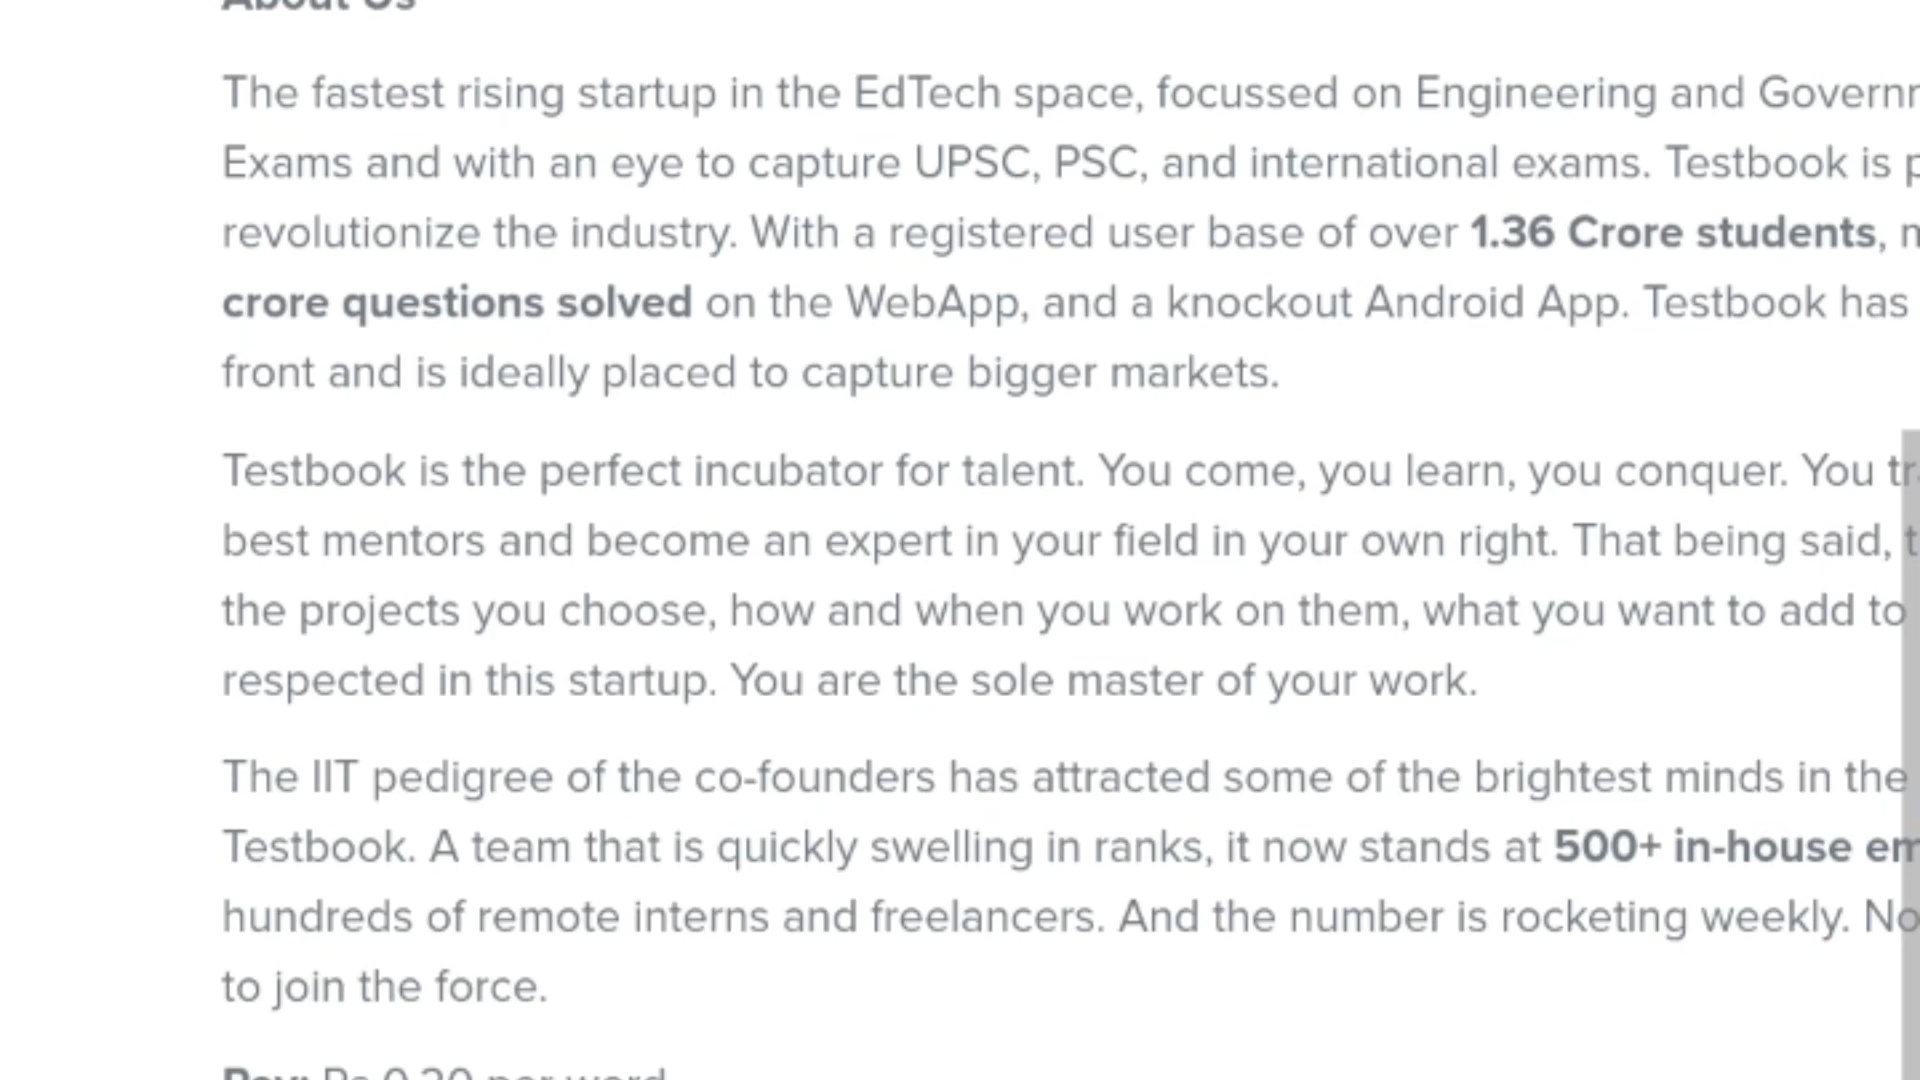 About Us
The fastest rising startup in the EdTech space, focussed on Engineering and
Exams and with an eye to capture UPSC, PSC, and international exams. Testbook is
revolutionize the industry. With a registered user base of over 1.36 Crore students,
crore questions solved on the WebApp, and a knockout Android App. Testbook has
front and is ideally placed to capture bigger markets.
Testbook is the perfect incubator for talent. You come, you learn, you conquer. You
best mentors and become an expert in your field in your own right. That being said,
the projects you choose, how and when you work on them, what you want to add to
respected in this startup. You are the sole master of your work.
The IIT pedigree of the co-founders has attracted some of the brightest minds in the
Testbook. A team that is quickly swelling in ranks, it now stands at 500+ in-house
hundreds of remote interns and freelancers. And the number is rocketing weekly.
to join the force.
Pay: Rs 0.20 per word